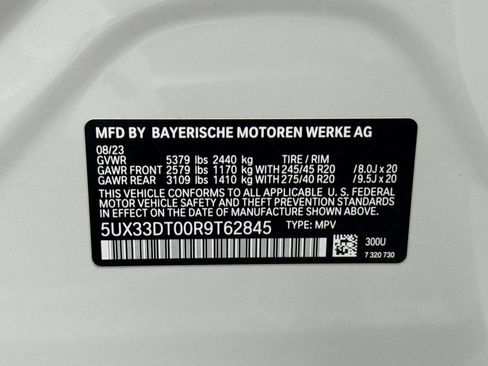 MFD BY BAYERISCHE MOTOREN WERKE AG
08/23
GVWR 5379 lbs 2440 kg TIRE / RIM
GAWR FRONT 2579 lbs 1170 kg WITH 245/45 R20 /8.0J x 20
GAWR REAR 3109 lbs 1410 kg WITH 275/40 R20 /9.5J x 20
THIS VEHICLE CONFORMS TO ALL APPLICABLE U. S. FEDERAL
MOTOR VEHICLE SAFETY STANDARDS IN EFFECT ON THE
DATE OF MANUFACTURE SHOWN ABOVE.
5UX33DT00R9T62845 TYPE: MPV
300U
7 320 730